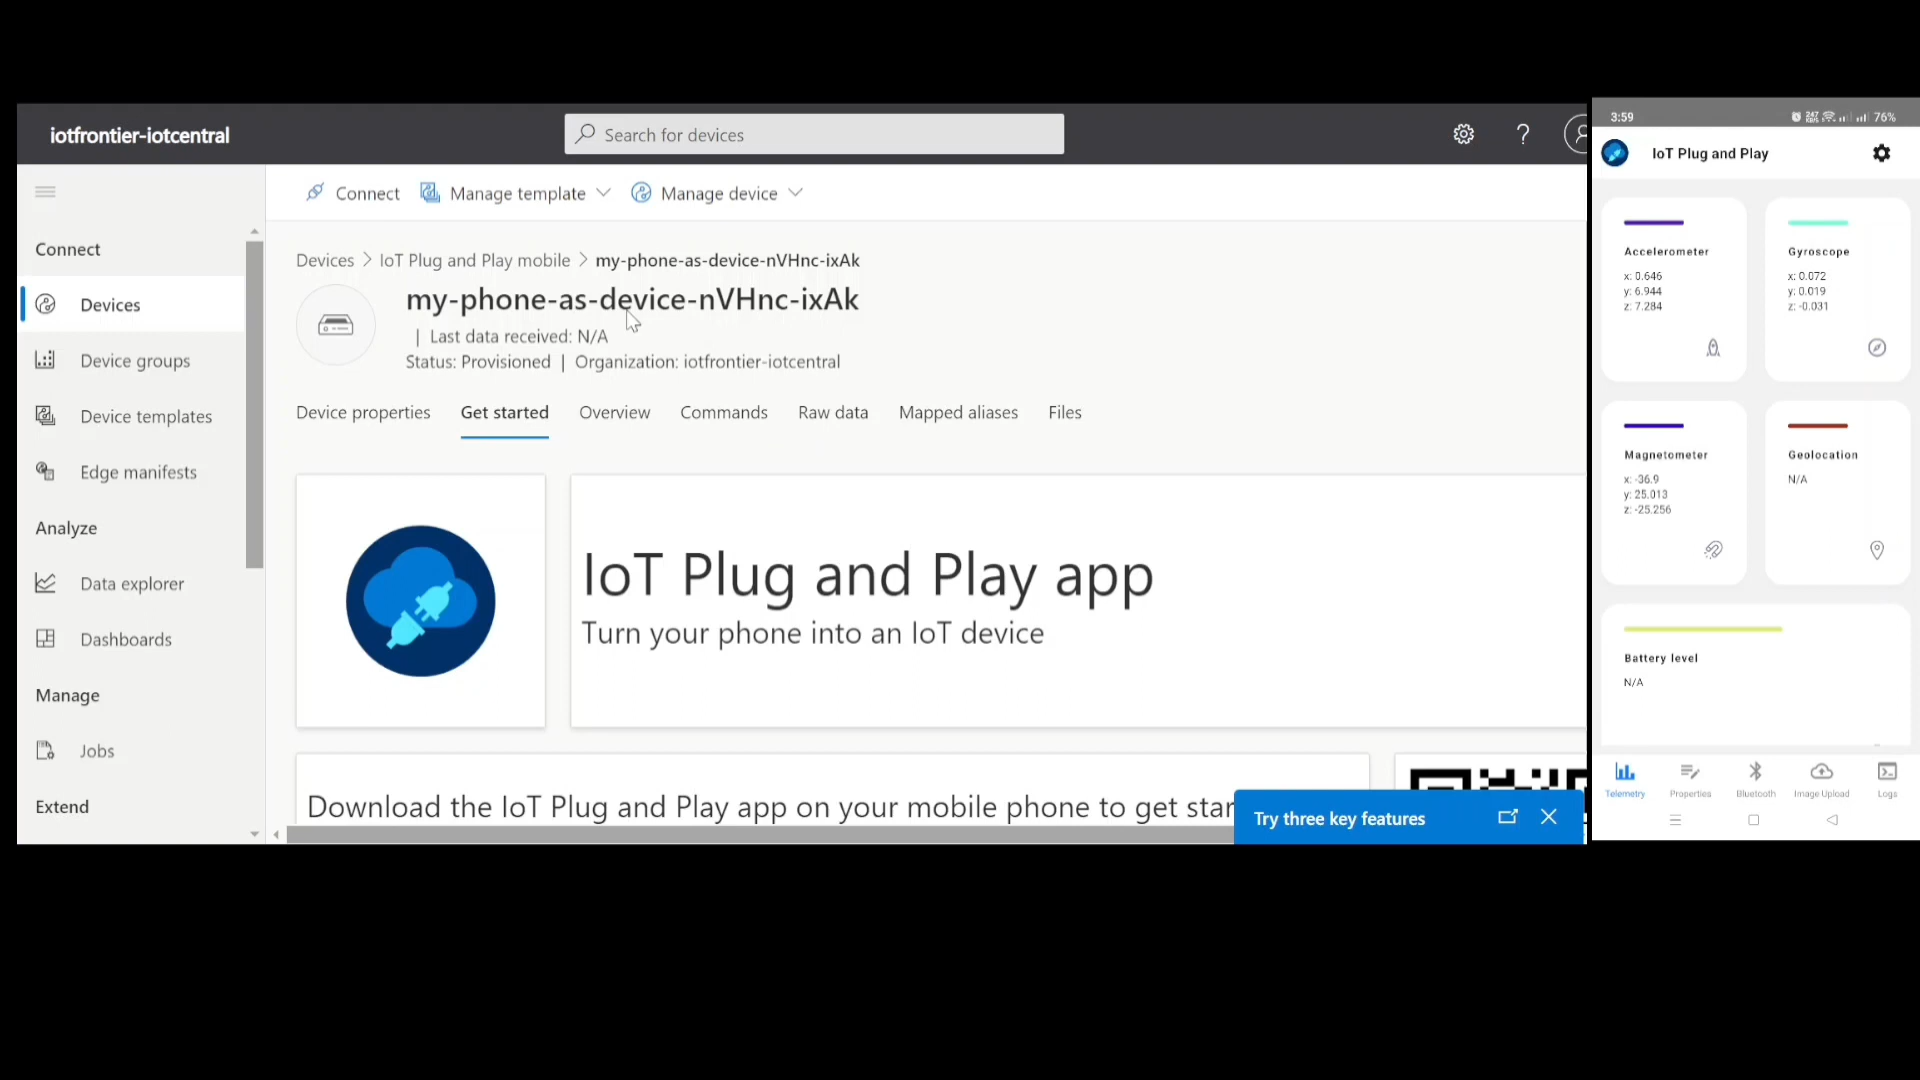 iotfrontier-iotcentral
Search for devices
?
Connect
Manage template
Manage device
Connect
Devices
Device groups
Device templates
Edge manifests
Analyze
Data explorer
Dashboards
Manage
Jobs
Extend
Devices > IoT Plug and Play mobile > my-phone-as-device-nVHnc-ixAk
my-phone-as-device-nVHnc-ixAk
| Last data received: N/A
Status: Provisioned | Organization: iotfrontier-iotcentral
Device properties
Get started
Overview
Commands
Raw data
Mapped aliases
Files
IoT Plug and Play app
Turn your phone into an IoT device
Download the IoT Plug and Play app on your mobile phone to get star
Try three key features
3:59
76%
IoT Plug and Play
Accelerometer
x: 0.646
y: 6.944
z: 7.284
Gyroscope
x: 0.072
y: 0.019
z: -0.031
Magnetometer
x: -36.9
y: 25.013
z: -25.256
Geolocation
N/A
Battery level
N/A
Telemetry
Properties
Bluetooth
Image Upload
Logs